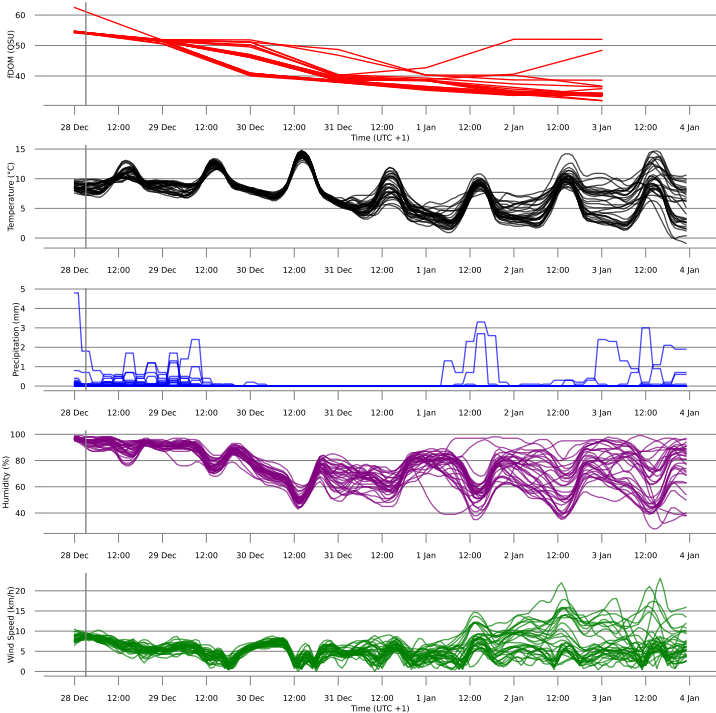 60
50
40
fDOM (QSU)
28 Dec 12:00 29 Dec 12:00 30 Dec 12:00 31 Dec 12:00 1 Jan 12:00 2 Jan 12:00 3 Jan 12:00 4 Jan
Time (UTC +1)
15
10
5
0
Temperature (°C)
28 Dec 12:00 29 Dec 12:00 30 Dec 12:00 31 Dec 12:00 1 Jan 12:00 2 Jan 12:00 3 Jan 12:00 4 Jan
5
4
3
2
1
0
Precipitation (mm)
28 Dec 12:00 29 Dec 12:00 30 Dec 12:00 31 Dec 12:00 1 Jan 12:00 2 Jan 12:00 3 Jan 12:00 4 Jan
100
80
60
40
Humidity (%)
28 Dec 12:00 29 Dec 12:00 30 Dec 12:00 31 Dec 12:00 1 Jan 12:00 2 Jan 12:00 3 Jan 12:00 4 Jan
20
15
10
5
0
Wind Speed (km/h)
28 Dec 12:00 29 Dec 12:00 30 Dec 12:00 31 Dec 12:00 1 Jan 12:00 2 Jan 12:00 3 Jan 12:00 4 Jan
Time (UTC +1)